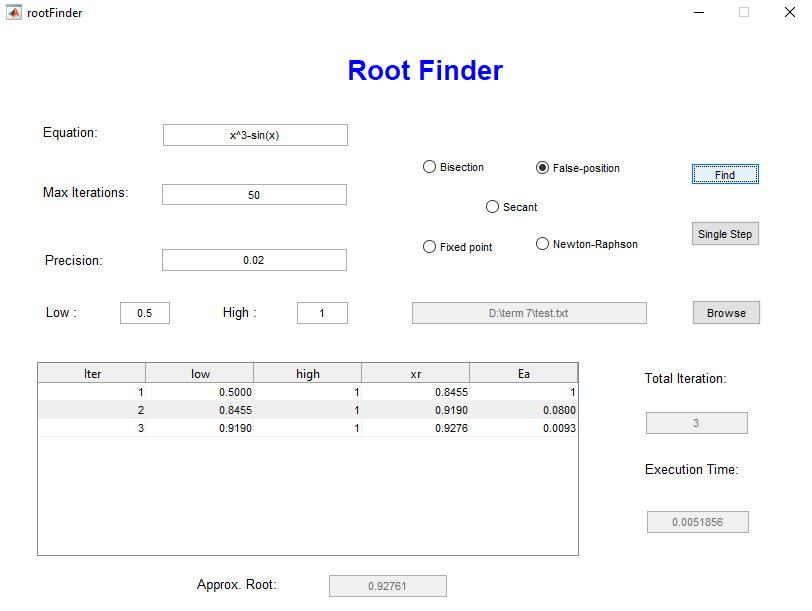 rootFinder
Root Finder
Equation: x^3-sin(x)
Bisection False-position Find
Max Iterations: 50
Secant
Single Step
Fixed point Newton-Raphson
Precision: 0.02
Low : 0.5 High : 1 D:\term 7\test.txt Browse
Iter low high xr Ea
1 0.5000 1 0.8455 1
2 0.8455 1 0.9190 0.0800
3 0.9190 1 0.9276 0.0093
Total Iteration:
3
Execution Time:
0.0051856
Approx. Root: 0.92761